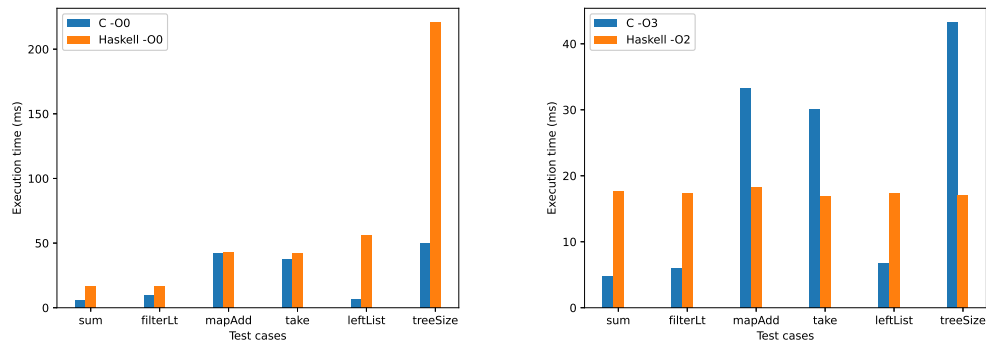 C -O0
Haskell -O0
Execution time (ms)
200
150
100
50
0
sum filterLt mapAdd take leftList treeSize
Test cases
C -O3
Haskell -O2
Execution time (ms)
40
30
20
10
0
sum filterLt mapAdd take leftList treeSize
Test cases